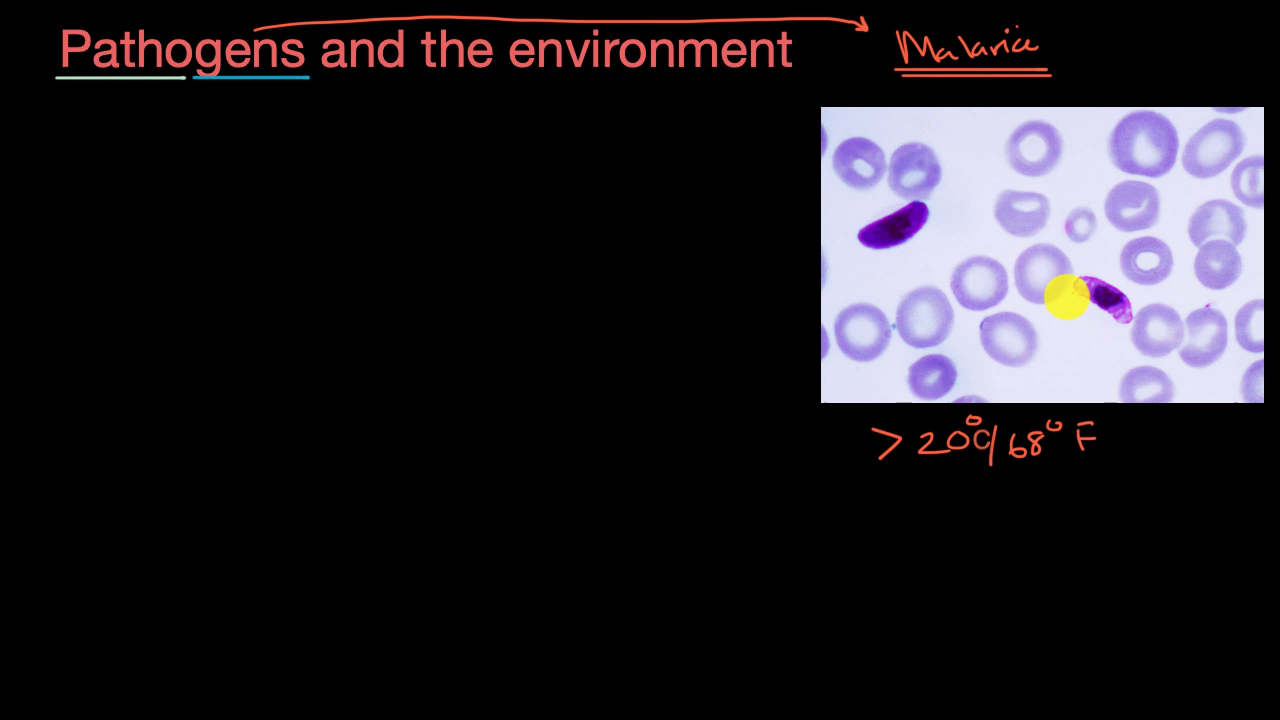 Pathogens and the environment
Malaria
> 20°C/68° F